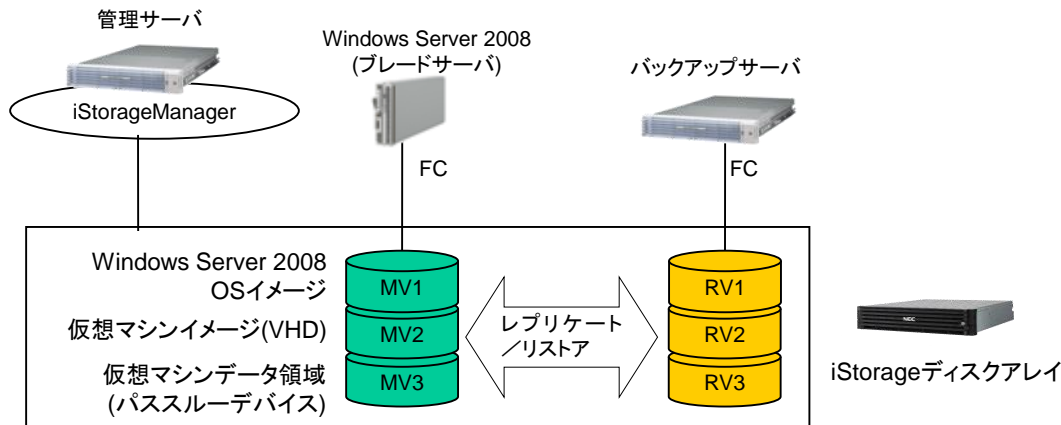 管理サーバ
iStorageManager
Windows Server 2008
(ブレードサーバ)
バックアップサーバ
FC
FC
Windows Server 2008
OSイメージ
仮想マシンイメージ(VHD)
仮想マシンデータ領域
(パススルーデバイス)
MV1
MV2
MV3
レプリケート
／リストア
RV1
RV2
RV3
NEC
iStorageディスクアレイ